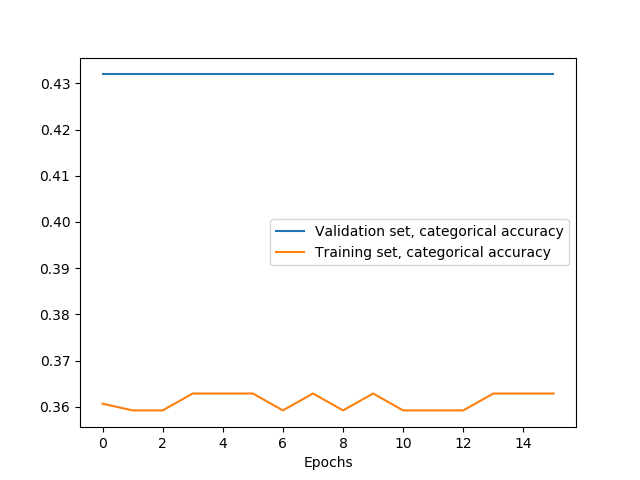 0.43
0.42
0.41
0.40
0.39
0.38
0.37
0.36
Validation set, categorical accuracy
Training set, categorical accuracy
0 2 4 6 8 10 12 14
Epochs